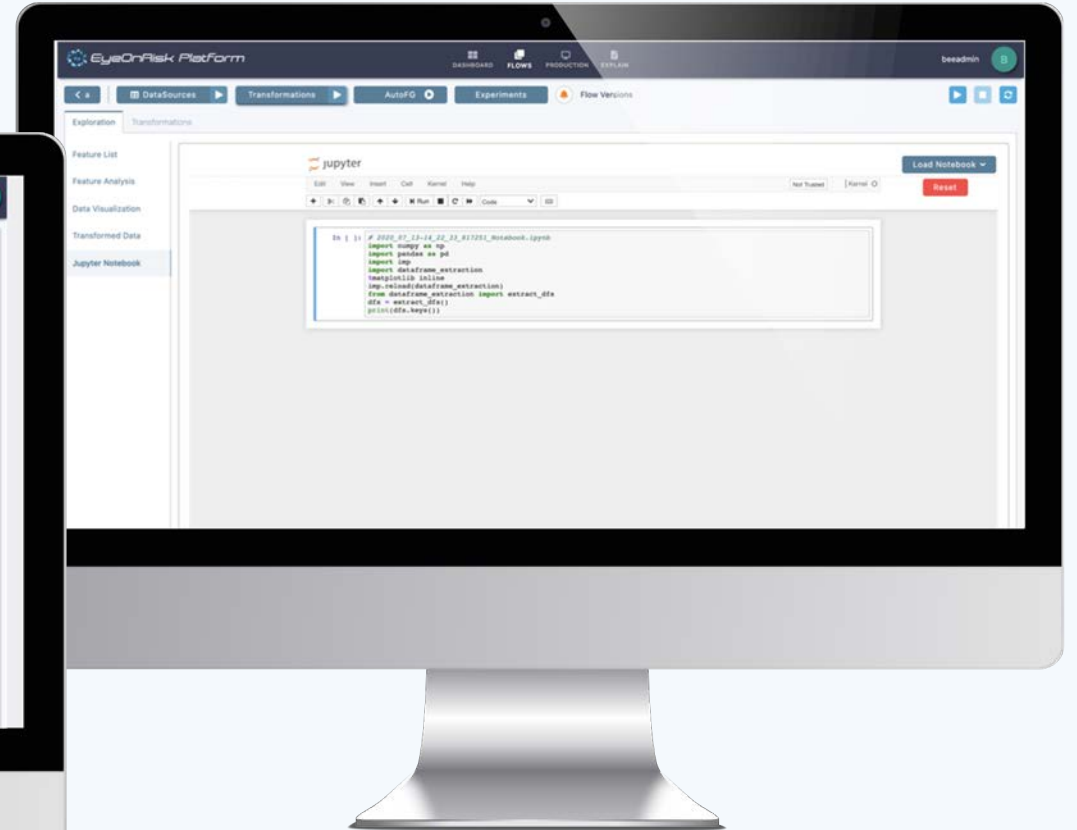 EyeOnRisk Platform
DASHBOARD FLOWS PRODUCTION EXPLAIN
beeadmin B
< a DataSources Transformations AutoFG Experiments Flow Versions
Exploration Transformations
Feature List
Feature Analysis
Data Visualization
Transformed Data
Jupyter Notebook
jupyter
Load Notebook
Edit View Insert Cell Kernel Help
Not Trusted Kernel
Reset
Run Code
In [ ]: # 2020_07_13-14_22_33_817251_Notebook.ipynb
import numpy as np
import pandas as pd
import imp
import dataframe_extraction
%matplotlib inline
imp.reload(dataframe_extraction)
from dataframe_extraction import extract_dfs
dfs = extract_dfs()
print(dfs.keys())